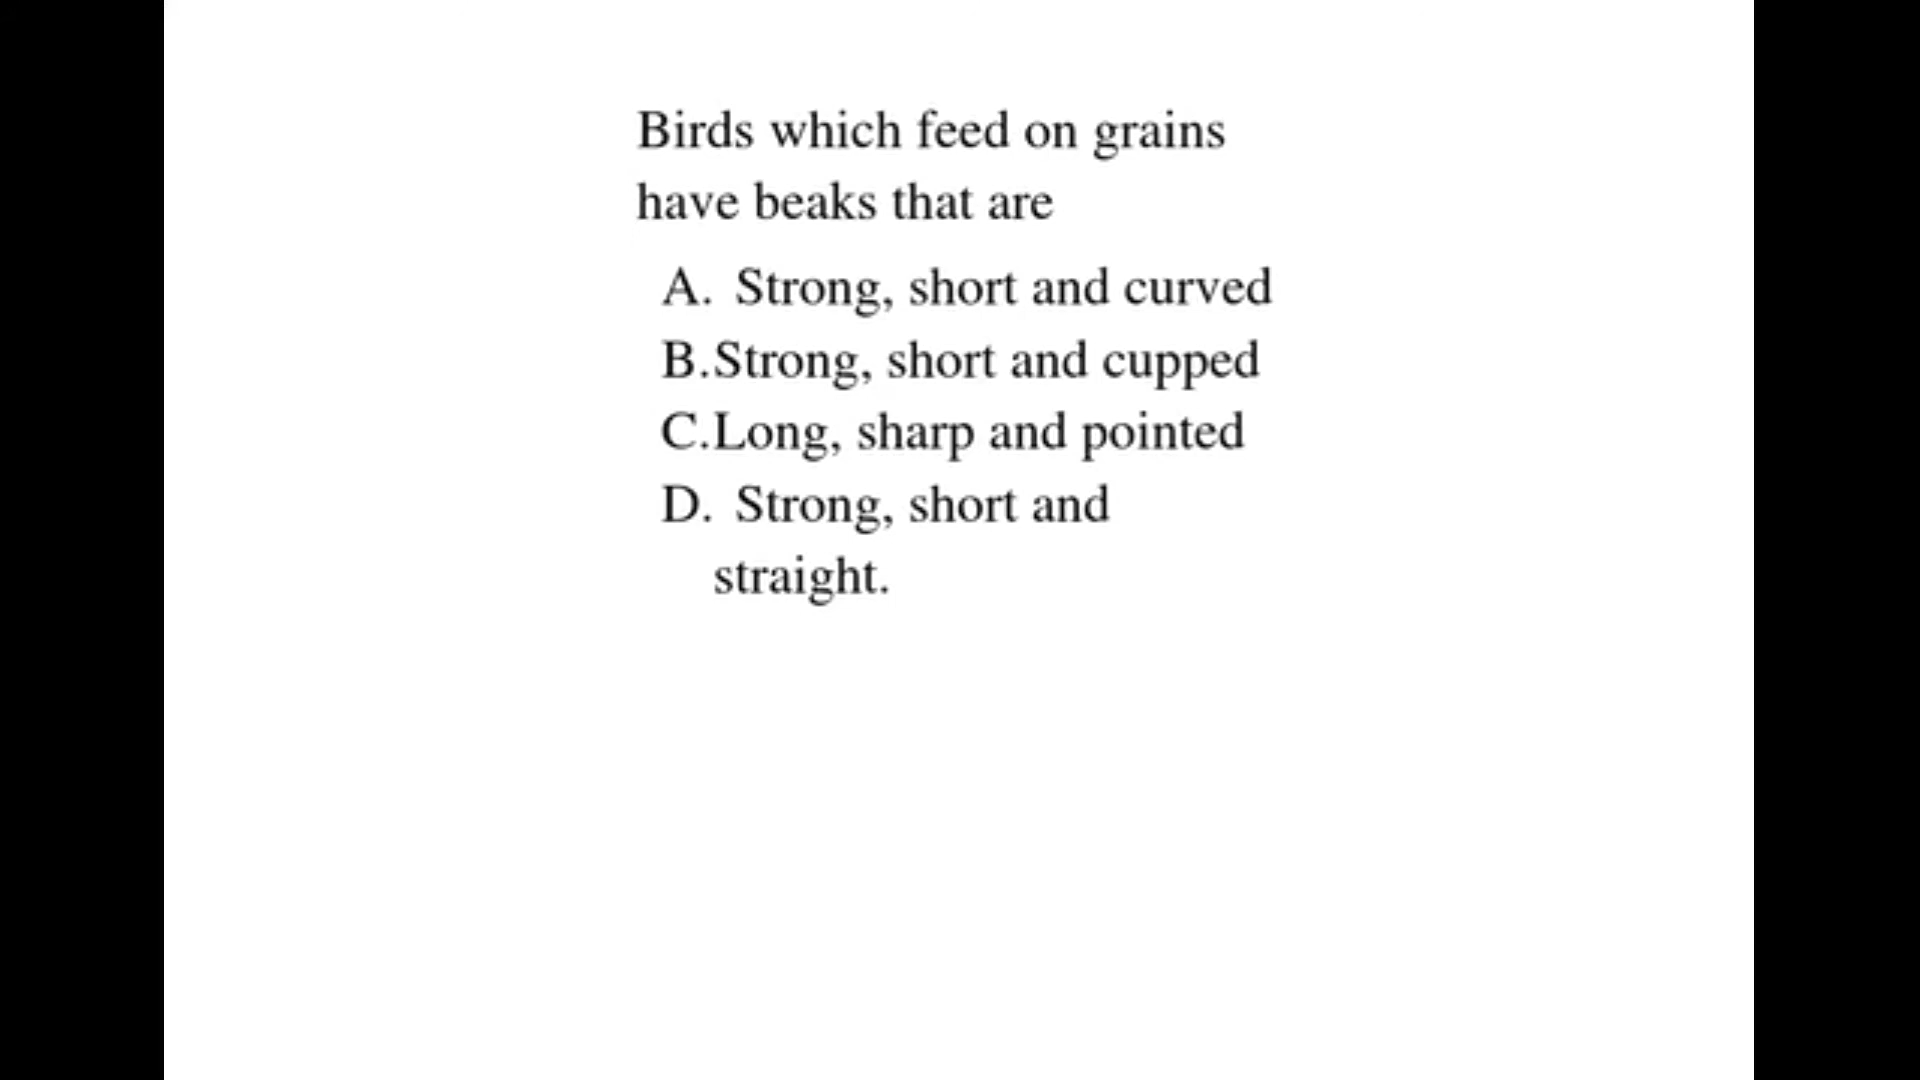 Birds which feed on grains
have beaks that are
A. Strong, short and curved
B.Strong, short and cupped
C.Long, sharp and pointed
D. Strong, short and
straight.